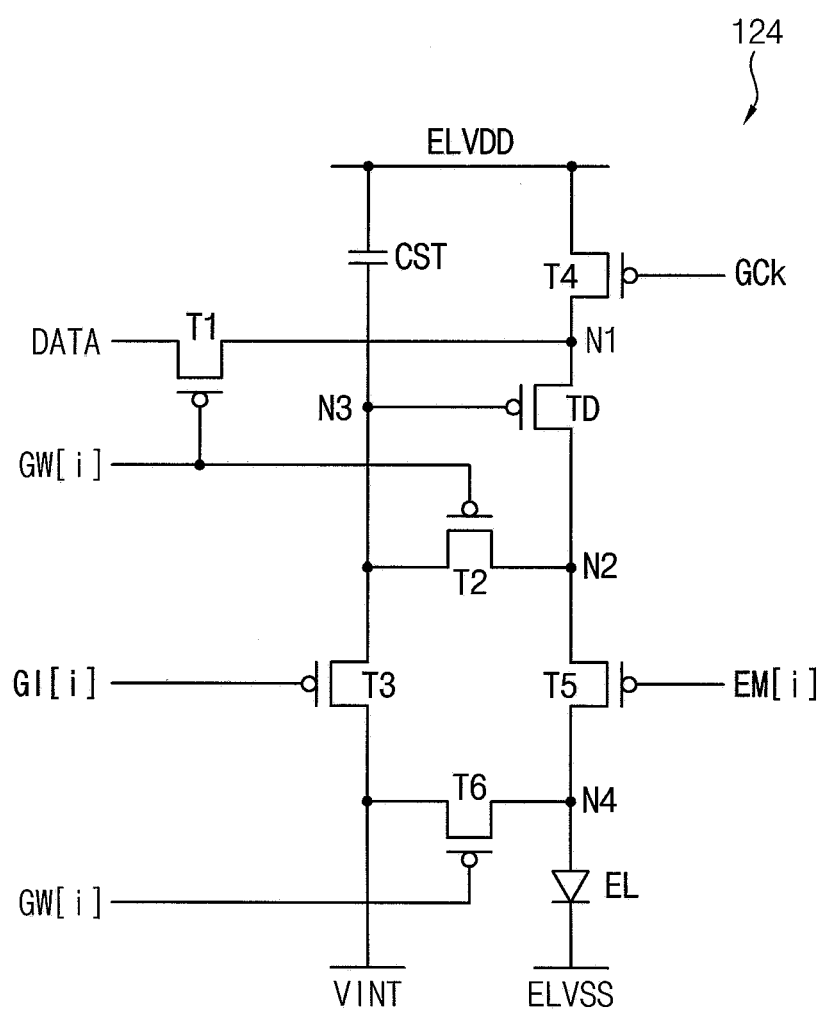 124
ELVDD
CST
T4
GCk
DATA
T1
N1
N3
TD
GW[i]
T2
N2
GI[i]
T3
T5
EM[i]
T6
N4
GW[i]
EL
VINT
ELVSS